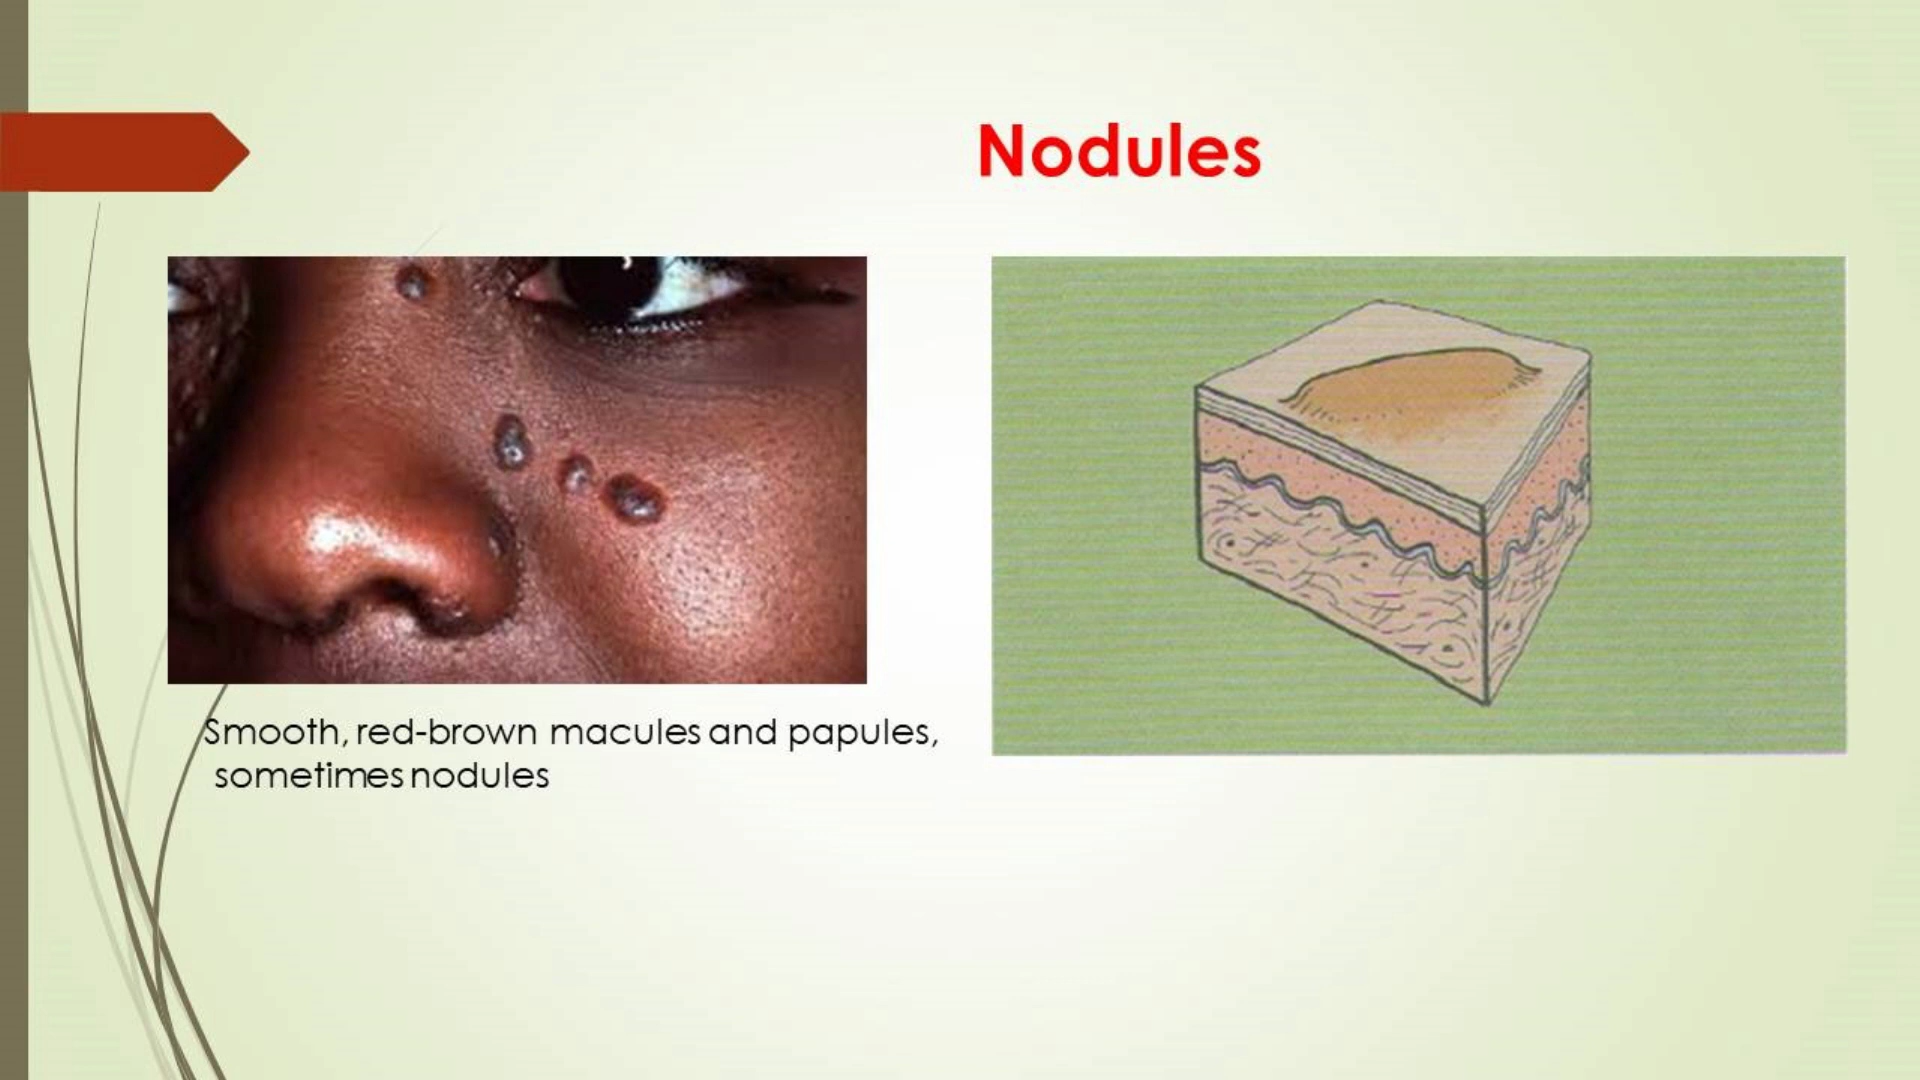 Nodules
Smooth, red-brown macules and papules,
sometimes nodules